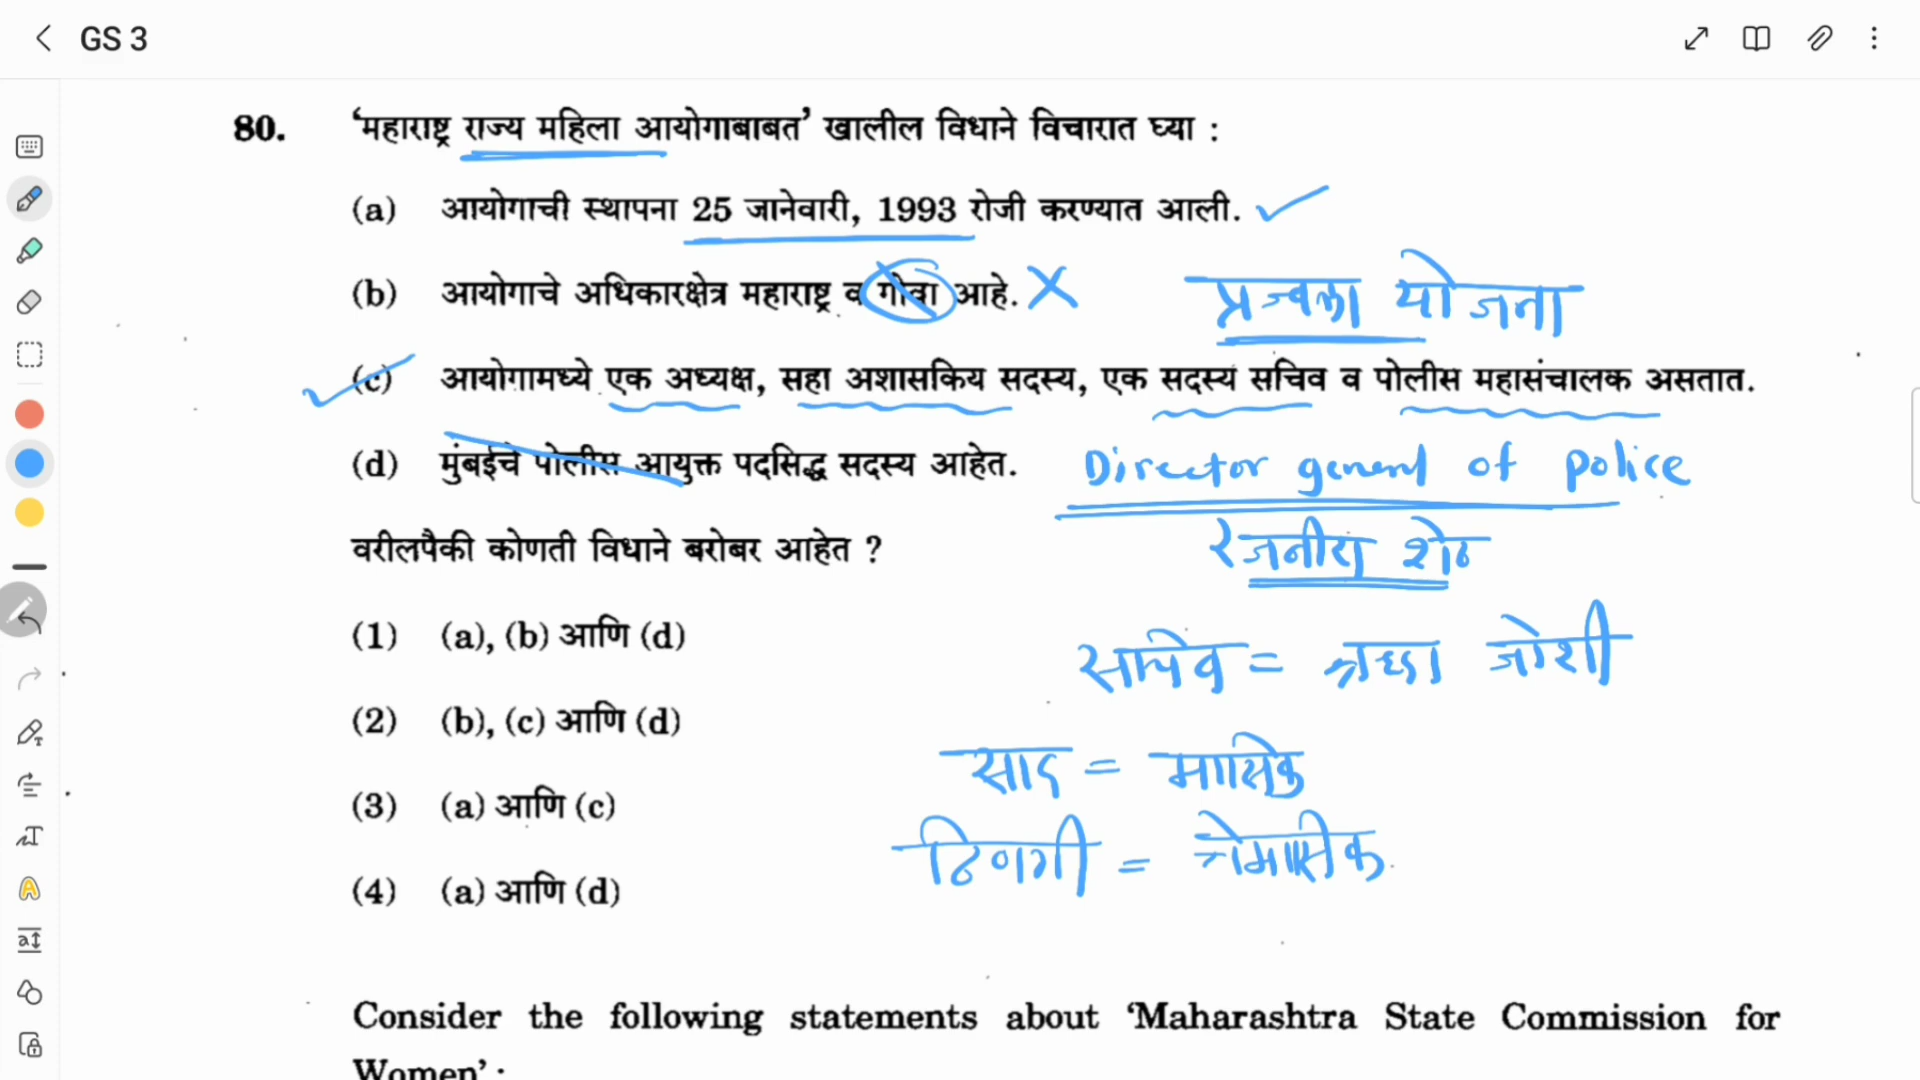 GS 3
80. ‘महाराष्ट्र राज्य महिला आयोगाबाबत’ खालील विधाने विचारात घ्या :
(a) आयोगाची स्थापना 25 जानेवारी, 1993 रोजी करण्यात आली.
(b) आयोगाचे अधिकारक्षेत्र महाराष्ट्र व गोवा आहे.
प्रज्वला योजना
(c) आयोगामध्ये एक अध्यक्ष, सहा अशासकिय सदस्य, एक सदस्य सचिव व पोलीस महासंचालक असतात.
(d) मुंबईचे पोलीस आयुक्त पदसिद्ध सदस्य आहेत.
Director general of police
वरीलपैकी कोणती विधाने बरोबर आहेत ?
रजनीश शेठ
(1) (a), (b) आणि (d)
सचिव = श्रद्धा जोशी
(2) (b), (c) आणि (d)
साद = मासिक
(3) (a) आणि (c)
ठिणगी = त्रैमासिक
(4) (a) आणि (d)
Consider the following statements about ‘Maharashtra State Commission for
Women’ :